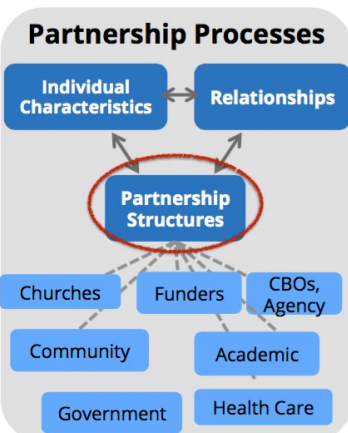 Partnership Processes
Individual
Characteristics
Relationships
Partnership
Structures
Churches
Funders
CBOs,
Agency
Community
Academic
Government
Health Care